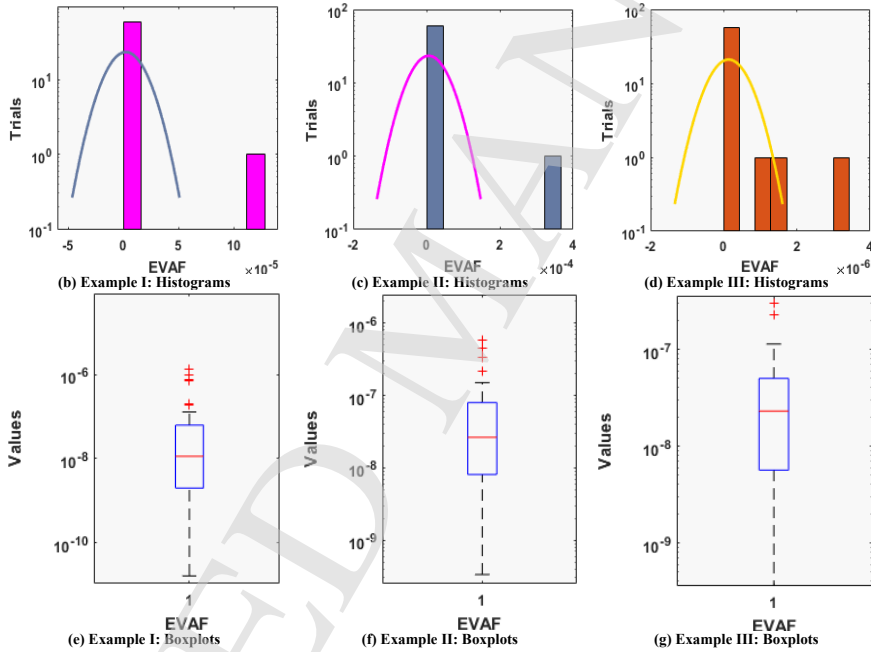 10^1
10^0
10^-1
Trials
-5 0 5 10
EVAF
×10^-5
(b) Example I: Histograms
10^2
10^1
10^0
10^-1
Trials
-2 0 2 4
EVAF
×10^-4
(c) Example II: Histograms
10^2
10^1
10^0
10^-1
Trials
-2 0 2 4
EVAF
×10^-6
(d) Example III: Histograms
10^-6
10^-8
10^-10
Values
1
EVAF
(e) Example I: Boxplots
10^-6
10^-7
10^-8
10^-9
Values
1
EVAF
(f) Example II: Boxplots
10^-7
10^-8
10^-9
Values
1
EVAF
(g) Example III: Boxplots
ED MAN